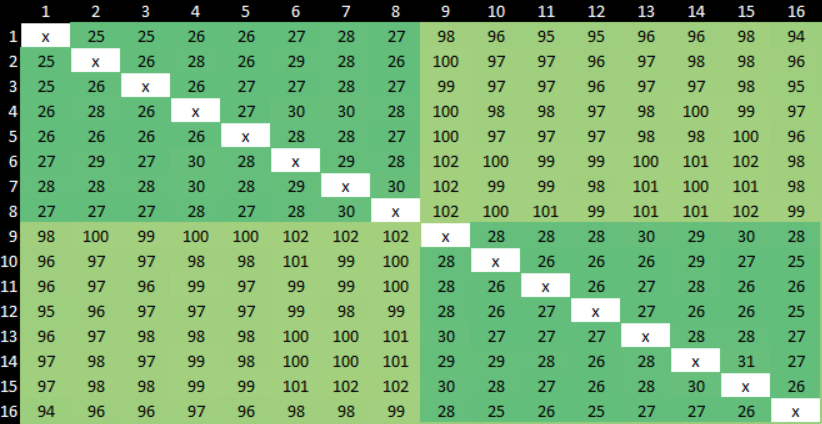 1 2 3 4 5 6 7 8 9 10 11 12 13 14 15 16
1 x 25 25 26 26 27 28 27 98 96 95 95 96 96 98 94
2 25 x 26 28 26 29 28 26 100 97 97 96 97 98 98 96
3 25 26 x 26 27 27 28 27 99 97 97 96 97 97 98 95
4 26 28 26 x 27 30 30 28 100 98 98 97 98 100 99 97
5 26 26 26 26 x 28 28 27 100 97 97 97 98 98 100 96
6 27 29 27 30 28 x 29 28 102 100 99 99 100 101 102 98
7 28 28 28 30 28 29 x 30 102 99 99 98 101 100 101 98
8 27 27 27 28 27 28 30 x 102 100 101 99 101 101 102 99
9 98 100 99 100 100 102 102 102 x 28 28 28 30 29 30 28
10 96 97 97 98 98 101 99 100 28 x 26 26 26 29 27 25
11 96 97 96 99 97 99 99 100 28 26 x 26 27 28 26 26
12 95 96 97 97 97 99 98 99 28 26 27 x 27 26 26 25
13 96 97 98 98 98 100 100 101 30 27 27 27 x 28 28 27
14 97 98 97 99 98 100 100 101 29 29 28 26 28 x 31 27
15 97 98 98 99 99 101 102 102 30 28 27 26 28 30 x 26
16 94 96 96 97 96 98 98 99 28 25 26 25 27 27 26 x